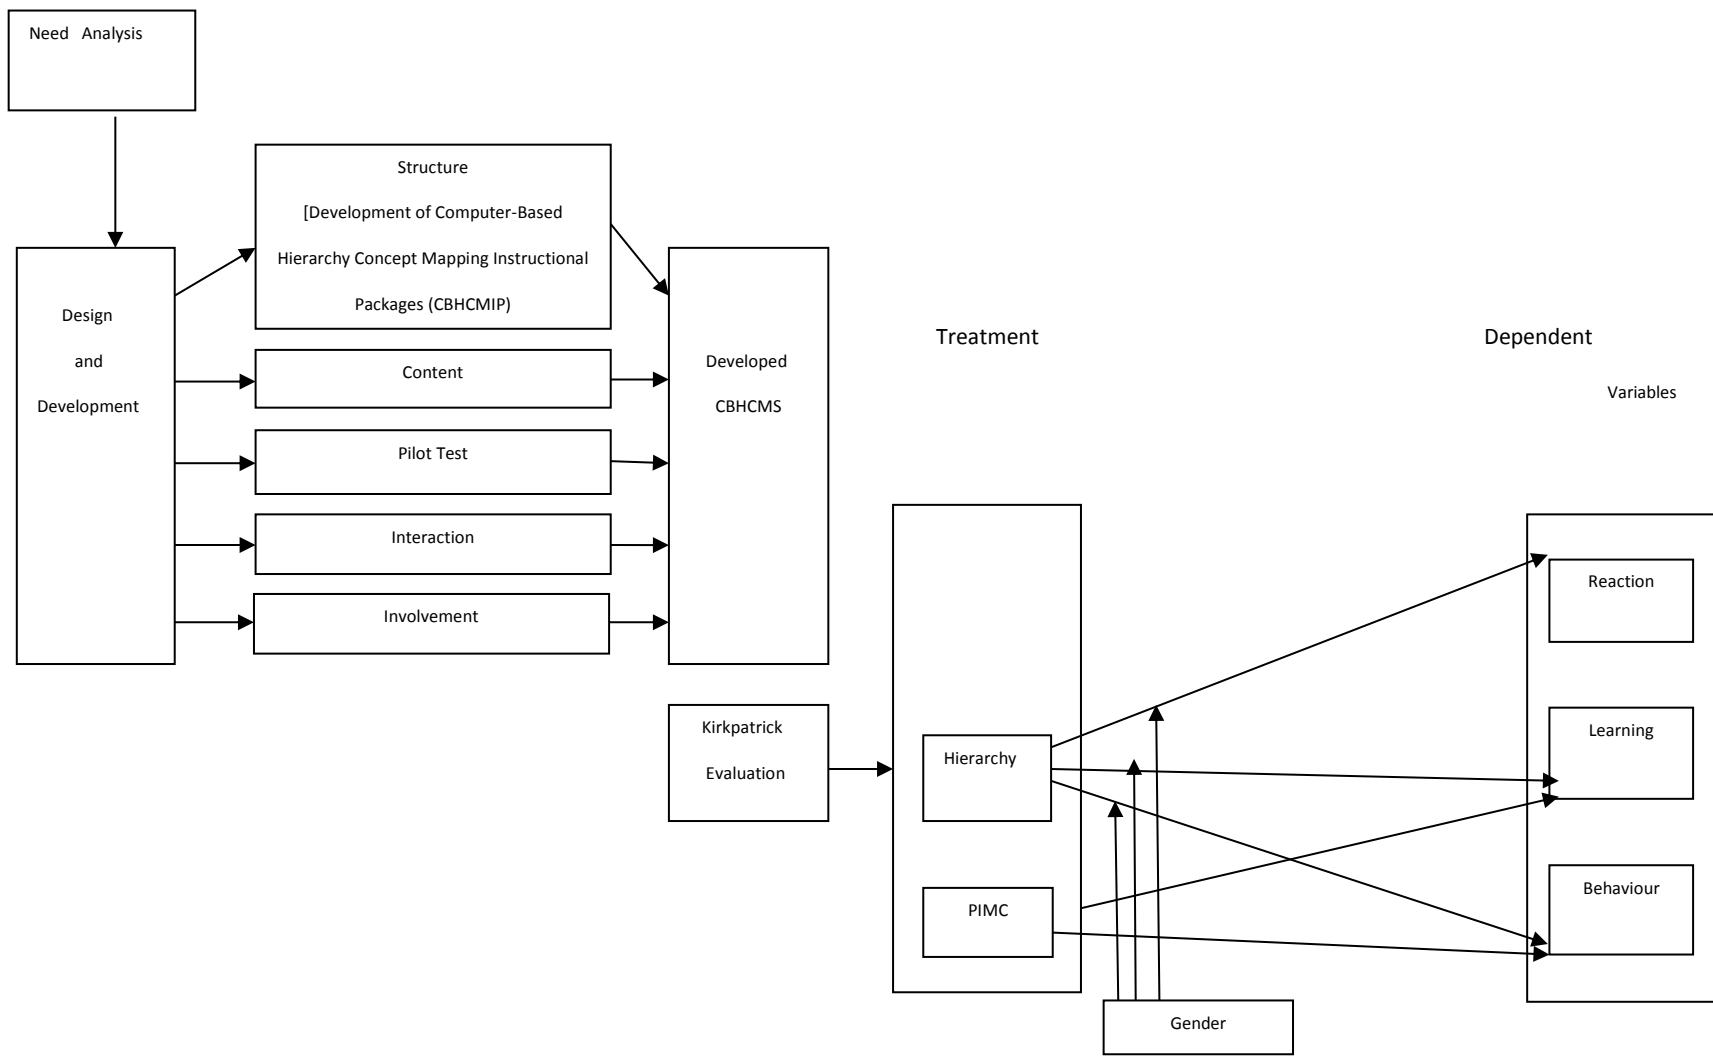 Need Analysis
Structure
[Development of Computer-Based
Hierarchy Concept Mapping Instructional
Packages (CBHCMIP)
Design
and
Development
Content
Pilot Test
Interaction
Involvement
Developed
CBHCMS
Kirkpatrick
Evaluation
Treatment
Hierarchy
PIMC
Gender
Dependent
Variables
Reaction
Learning
Behaviour